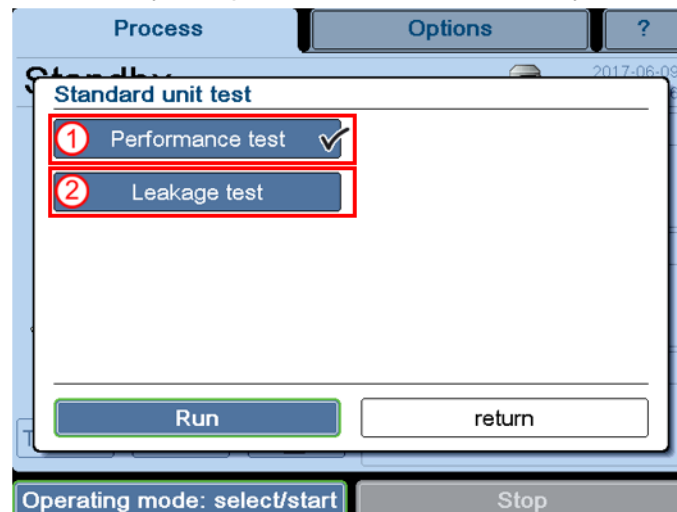 Process Options ?
2017-06-09
Standard unit test
1 Performance test
2 Leakage test
Run return
Operating mode: select/start Stop